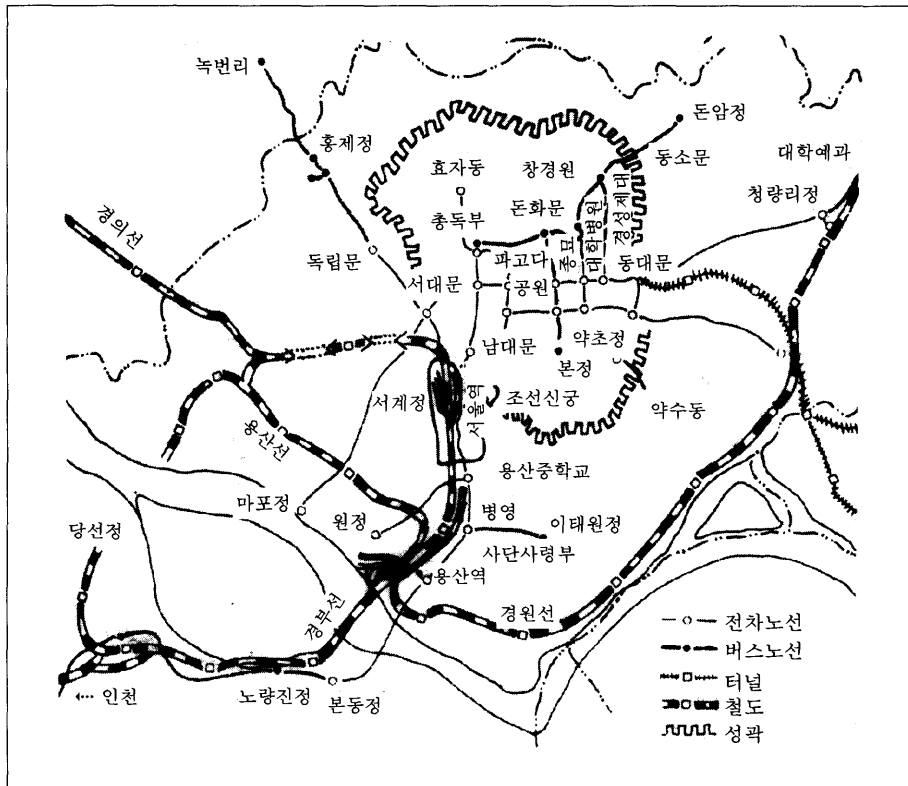 녹번리
돈암정
홍제정
동소문
대학예과
효자동
창경원
청량리정
경성제대
총독부
돈화문
대학병원
경의선
종묘
독립문
파고다
공원
동대문
서대문
남대문
약초정
본정
서계정
서울역
조선신궁
약수동
용산선
용산중학교
마포정
원정
병영
이태원정
당선정
사단사령부
용산역
경부선
경원선
전차노선
버스노선
터널
철도
성곽
인천
노량진정
본동정